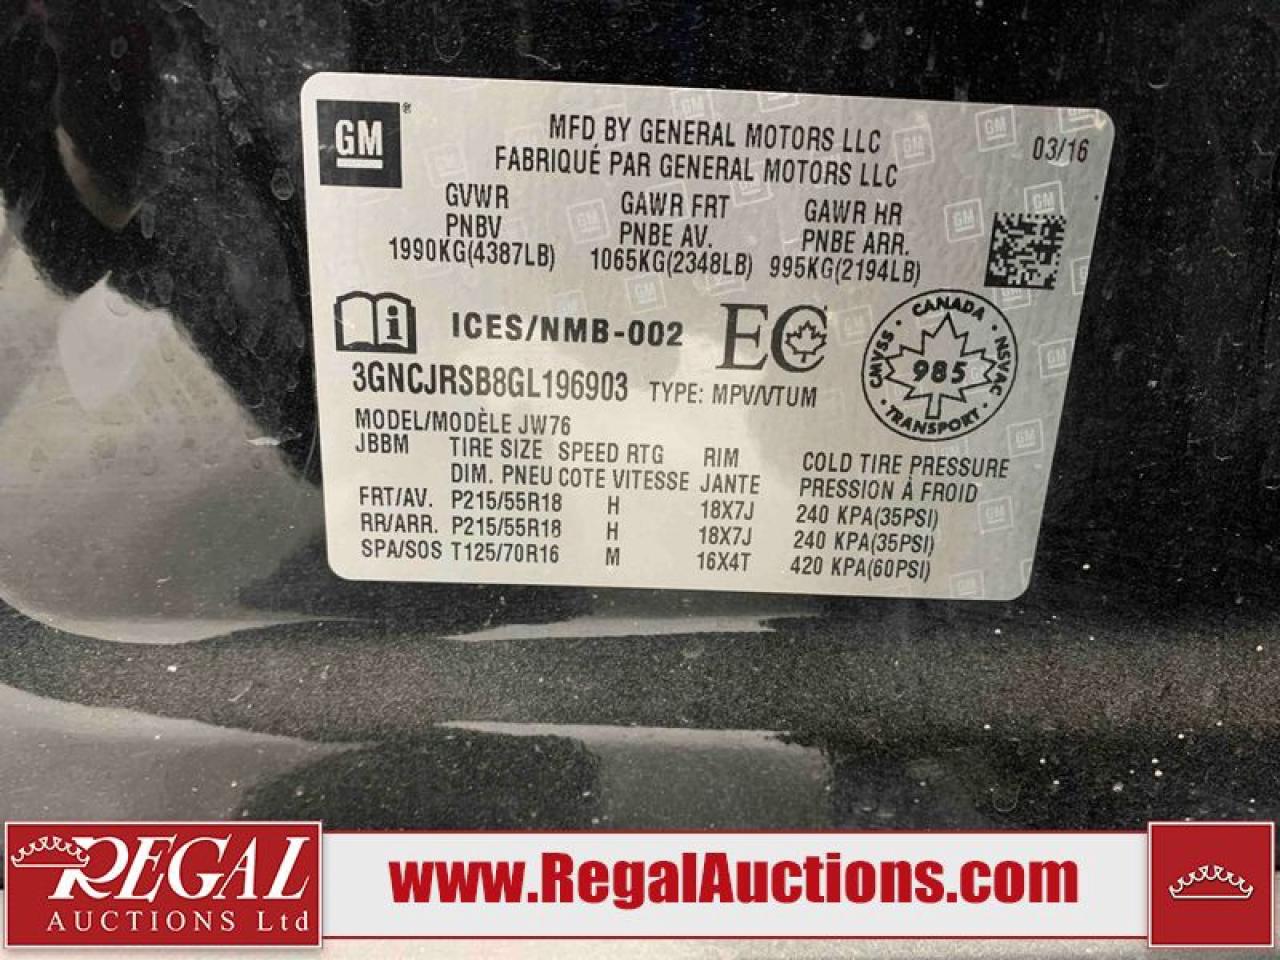 GM ®
MFD BY GENERAL MOTORS LLC
FABRIQUÉ PAR GENERAL MOTORS LLC
03/16
GVWR GAWR FRT GAWR RR
PNBV PNBE AV. PNBE ARR.
1990KG(4387LB) 1065KG(2348LB) 995KG(2194LB)
i ICES/NMB-002 EC
CANADA
CMVSS 985 NSVAC
TRANSPORT
3GNCJRSB8GL196903 TYPE: MPV/VTUM
MODEL/MODÈLE JW76
JBBM TIRE SIZE SPEED RTG RIM COLD TIRE PRESSURE
DIM. PNEU COTE VITESSE JANTE PRESSION À FROID
FRT/AV. P215/55R18 H 18X7J 240 KPA(35PSI)
RR/ARR. P215/55R18 H 18X7J 240 KPA(35PSI)
SPA/SOS T125/70R16 M 16X4T 420 KPA(60PSI)
REGAL
AUCTIONS Ltd
www.RegalAuctions.com